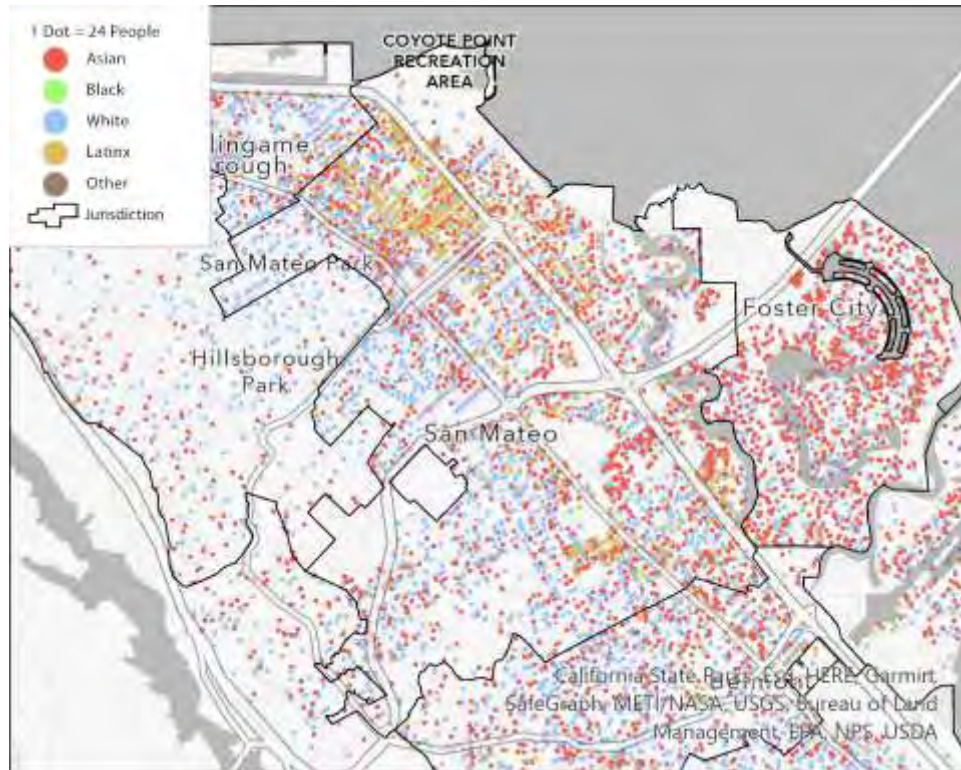 1 Dot = 24 People
Asian
Black
White
Latinx
Other
Jurisdiction
COYOTE POINT
RECREATION
AREA
lingame
rough
San Mateo Park
Foster City
Hillsborough
Park
San Mateo
California State Parks, Esri, HERE, Garmin,
SafeGraph, METI/NASA, USGS, Bureau of Land
Management, EPA, NPS, USDA